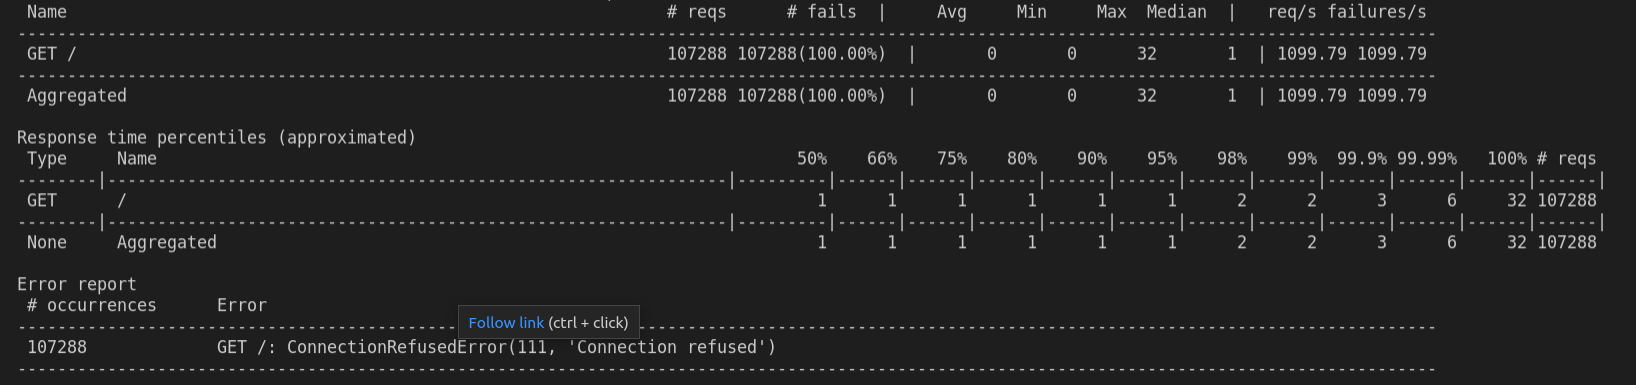 Name # reqs # fails | Avg Min Max Median | req/s failures/s
--------------------------------------------------------------------------------------------------------------------------------------------
GET / 107288 107288(100.00%) | 0 0 32 1 | 1099.79 1099.79
--------------------------------------------------------------------------------------------------------------------------------------------
Aggregated 107288 107288(100.00%) | 0 0 32 1 | 1099.79 1099.79
Response time percentiles (approximated)
Type Name 50% 66% 75% 80% 90% 95% 98% 99% 99.9% 99.99% 100% # reqs
--------|--------------------------------------------------------------|---------|------|------|------|------|------|------|------|------|------|------|------|
GET / 1 1 1 1 1 1 2 2 3 6 32 107288
--------|--------------------------------------------------------------|---------|------|------|------|------|------|------|------|------|------|------|------|
None Aggregated 1 1 1 1 1 1 2 2 3 6 32 107288
Error report
# occurrences Error
Follow link (ctrl + click)
--------------------------------------------------------------------------------------------------------------------------------------------
107288 GET /: ConnectionRefusedError(111, 'Connection refused')
--------------------------------------------------------------------------------------------------------------------------------------------